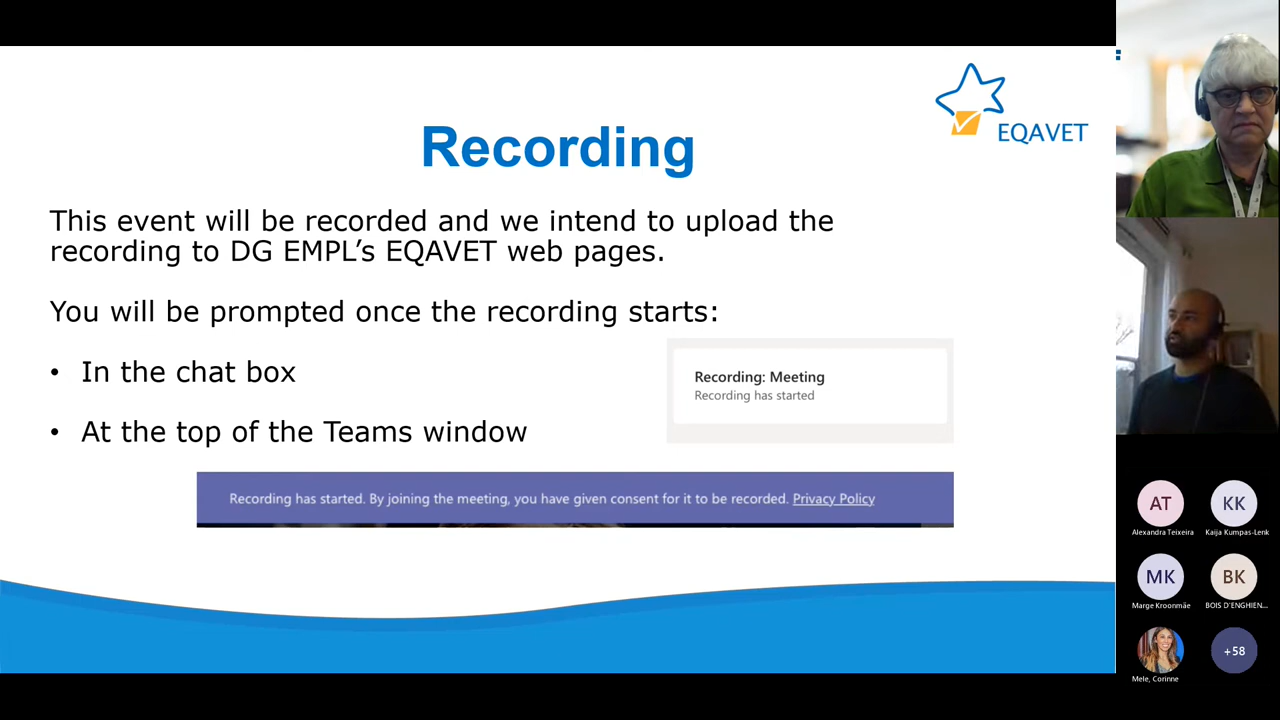 EQAVET
Recording
This event will be recorded and we intend to upload the
recording to DG EMPL’s EQAVET web pages.
You will be prompted once the recording starts:
• In the chat box
Recording: Meeting
Recording has started
• At the top of the Teams window
Recording has started. By joining the meeting, you have given consent for it to be recorded. Privacy Policy
AT
KK
Alexandra Teixeira
Kaija Kumpas-Lenk
MK
BK
Marge Kroonmäe
BOIS D'ENGHIEN...
+58
Mele, Corinne